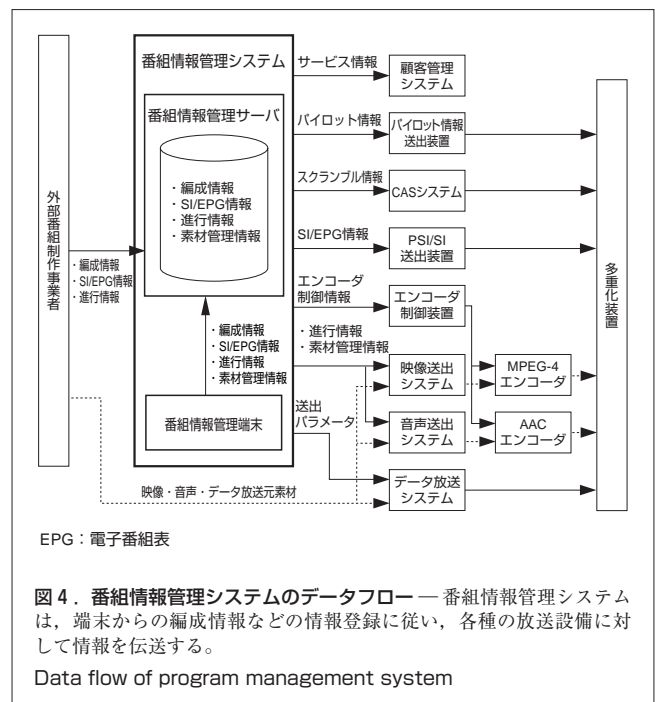 番組情報管理システム
番組情報管理サーバ
・編成情報
・SI/EPG情報
・進行情報
・素材管理情報
外部番組制作事業者
・編成情報
・SI/EPG情報
・進行情報
・編成情報
・SI/EPG情報
・進行情報
・素材管理情報
番組情報管理端末
映像・音声・データ放送元素材
サービス情報
顧客管理
システム
パイロット情報
パイロット情報
送出装置
スクランブル情報
CASシステム
SI/EPG情報
PSI/SI
送出装置
エンコーダ
制御情報
エンコーダ
制御装置
・進行情報
・素材管理情報
映像送出
システム
MPEG-4
エンコーダ
送出
パラメータ
音声送出
システム
AAC
エンコーダ
データ放送
システム
多重化装置
EPG：電子番組表
図4．番組情報管理システムのデータフロー — 番組情報管理システム
は，端末からの編成情報などの情報登録に従い，各種の放送設備に対
して情報を伝送する。
Data flow of program management system